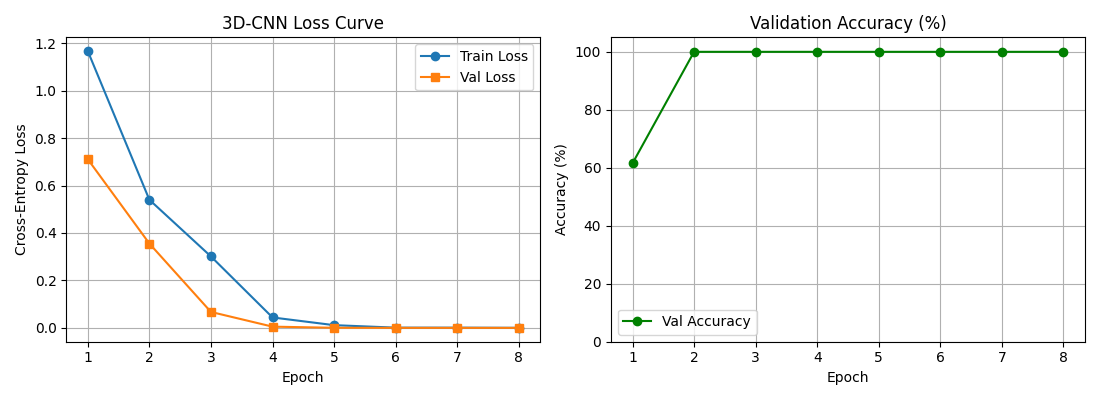 3D-CNN Loss Curve
Cross-Entropy Loss
1.2
1.0
0.8
0.6
0.4
0.2
0.0
Train Loss
Val Loss
1 2 3 4 5 6 7 8
Epoch
Validation Accuracy (%)
Accuracy (%)
100
80
60
40
20
0
Val Accuracy
1 2 3 4 5 6 7 8
Epoch